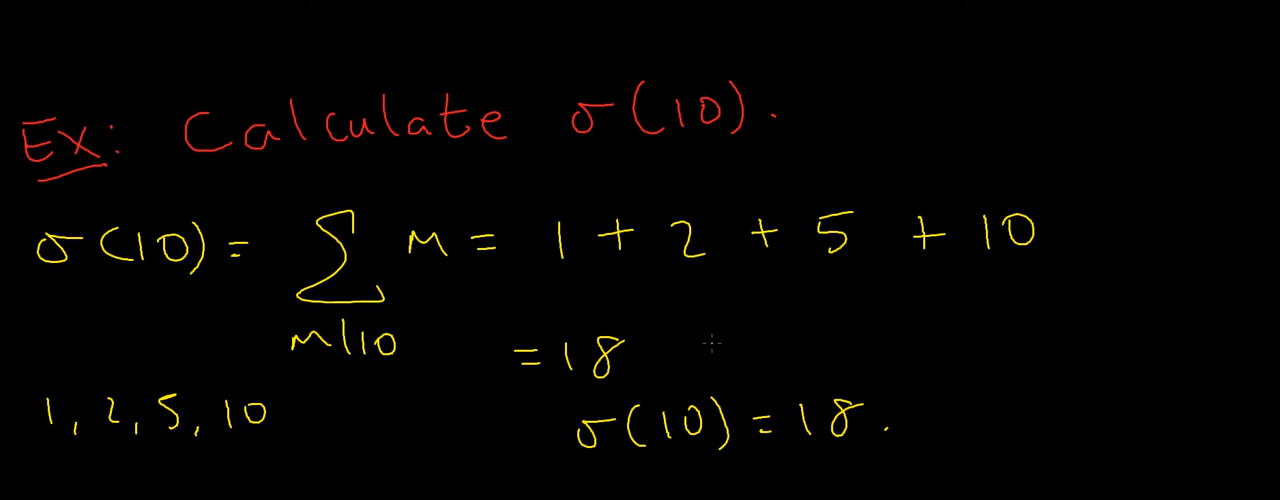 Ex: Calculate σ(10).
σ(10) = ∑ m = 1 + 2 + 5 + 10
m|10
= 18
1, 2, 5, 10
σ(10) = 18.